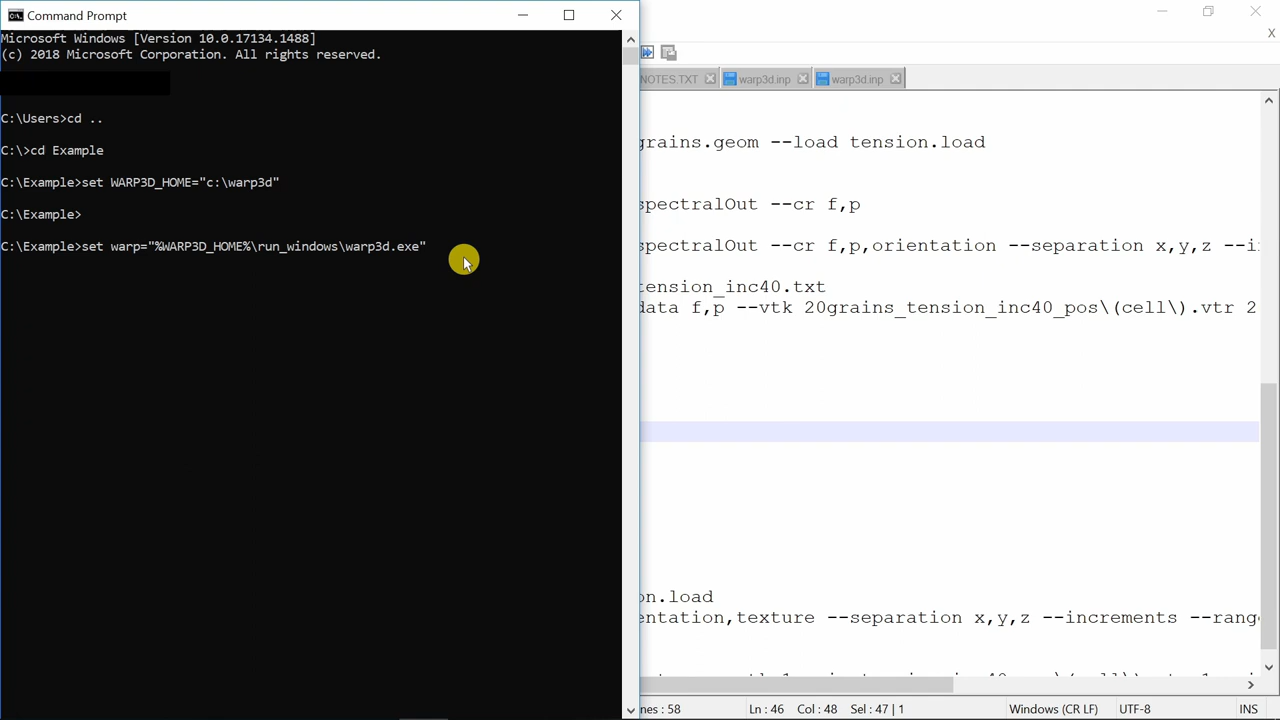 Command Prompt
Microsoft Windows [Version 10.0.17134.1488]
(c) 2018 Microsoft Corporation. All rights reserved.
C:\Users>cd ..
C:\>cd Example
C:\Example>set WARP3D_HOME="c:\warp3d"
C:\Example>
C:\Example>set warp="%WARP3D_HOME%\run_windows\warp3d.exe"
NOTES.TXT
warp3d.inp
warp3d.inp
grains.geom --load tension.load
spectralOut --cr f,p
spectralOut --cr f,p,orientation --separation x,y,z
tension_inc40.txt
data f,p --vtk 20grains_tension_inc40_pos\(cell\).vtr 2
on.load
entation,texture --separation x,y,z --increments --rang
nes : 58
Ln : 46 Col : 48 Sel : 47 | 1
Windows (CR LF)
UTF-8
INS